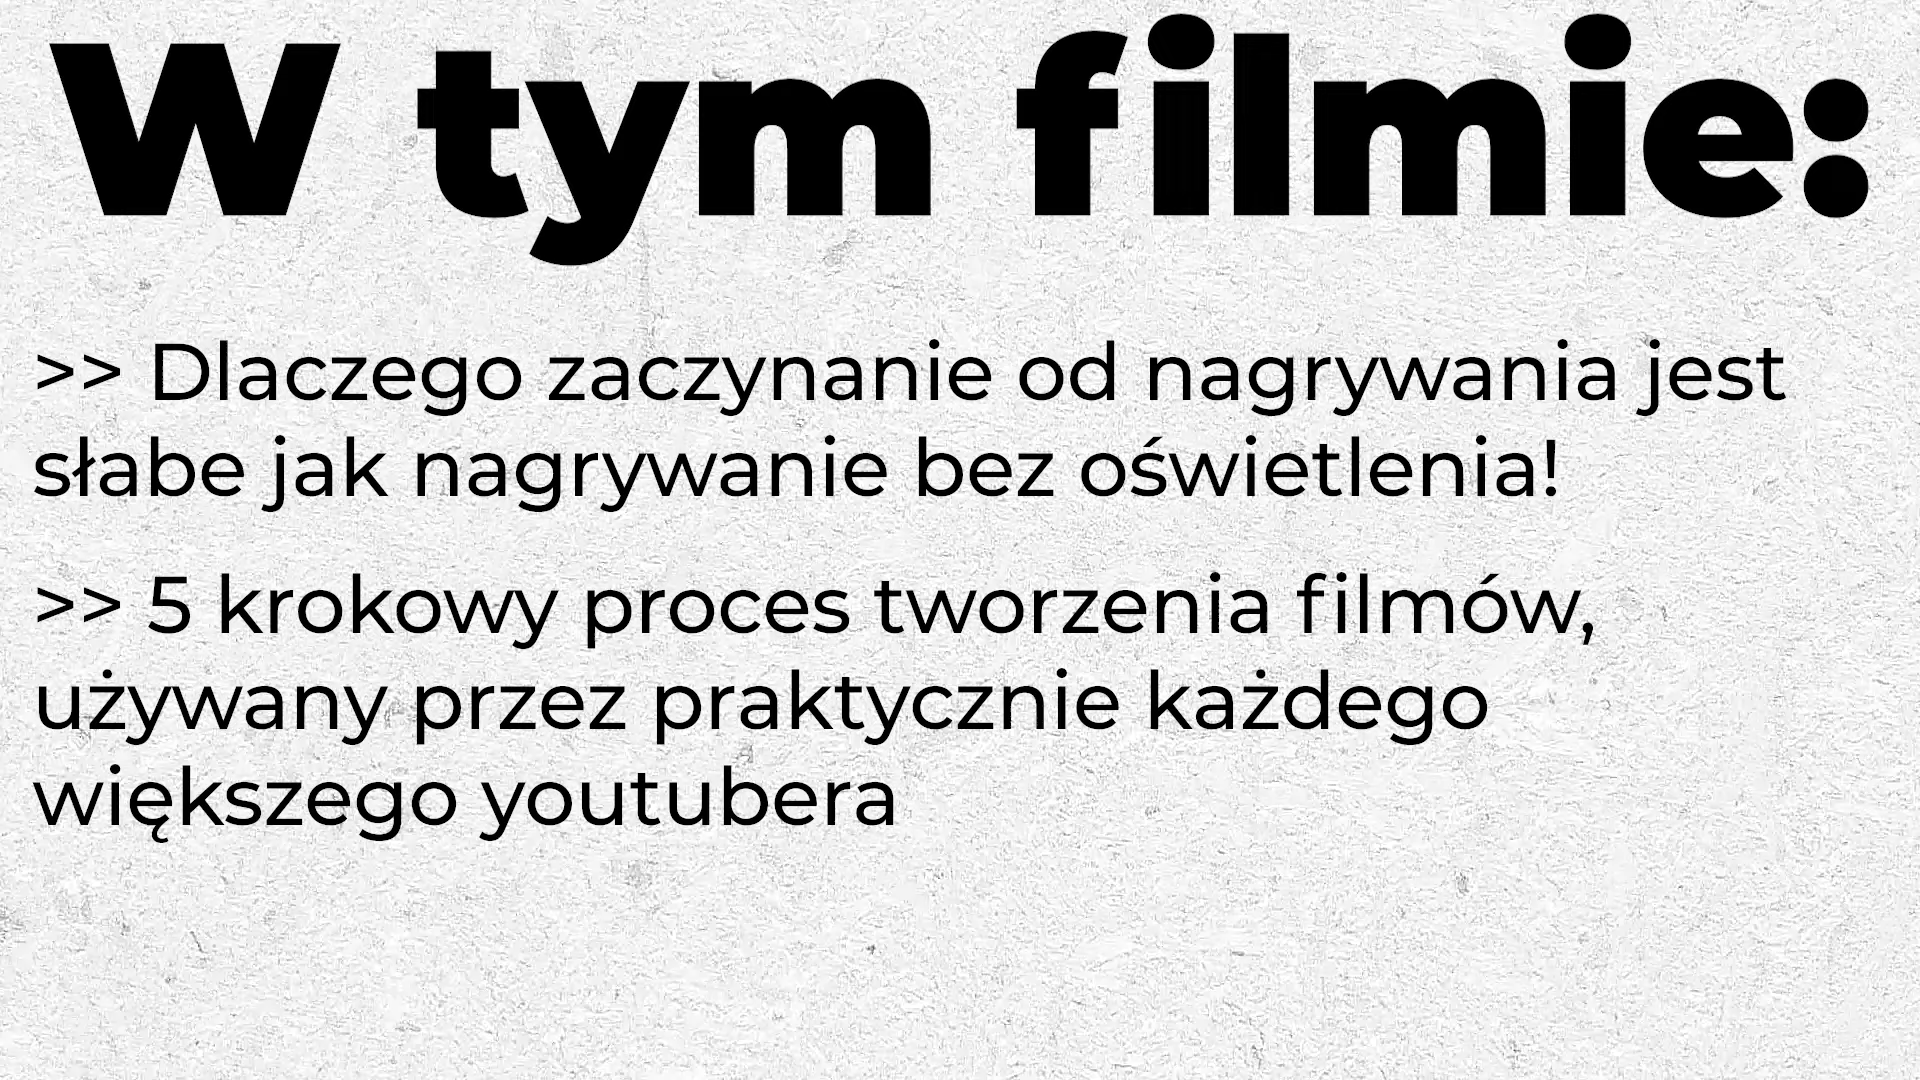 W tym filmie:
>> Dlaczego zaczynanie od nagrywania jest
słabe jak nagrywanie bez oświetlenia!
>> 5 krokowy proces tworzenia filmów,
używany przez praktycznie każdego
większego youtubera